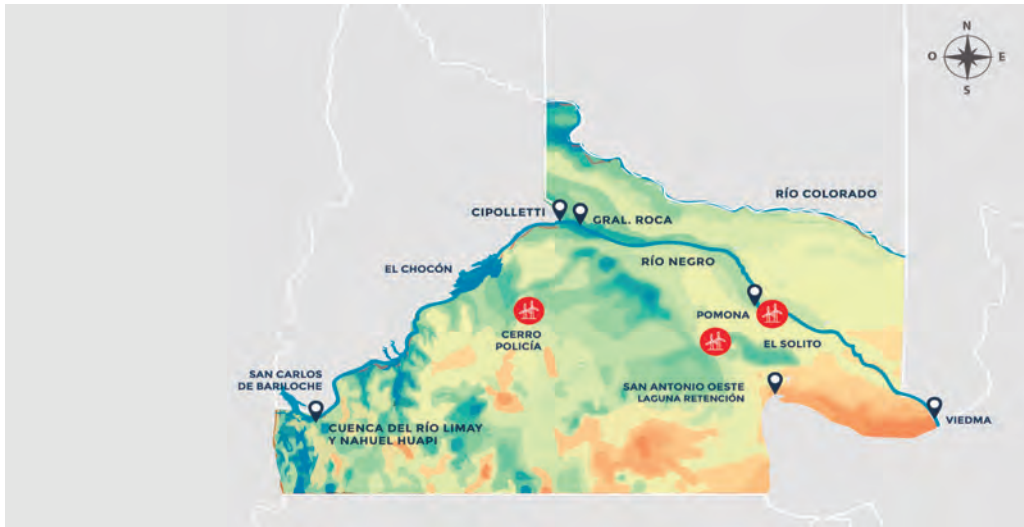 N
O
E
S
RÍO COLORADO
CIPOLLETTI
GRAL. ROCA
RÍO NEGRO
EL CHOCÓN
POMONA
CERRO
POLICÍA
EL SOLITO
SAN CARLOS
DE BARILOCHE
SAN ANTONIO OESTE
LAGUNA RETENCIÓN
CUENCA DEL RÍO LIMAY
Y NAHUEL HUAPI
VIEDMA